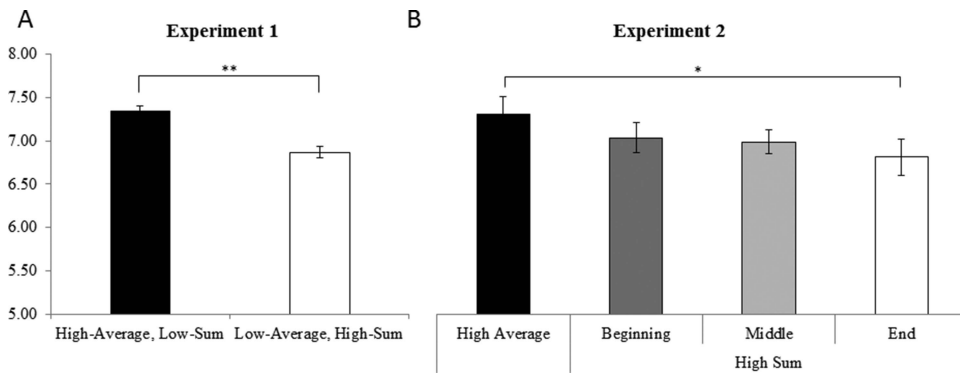 A
B
Experiment 1
Experiment 2
8.00
7.50
7.00
6.50
6.00
5.50
5.00
**
*
High-Average, Low-Sum
Low-Average, High-Sum
High Average
Beginning
Middle
End
High Sum